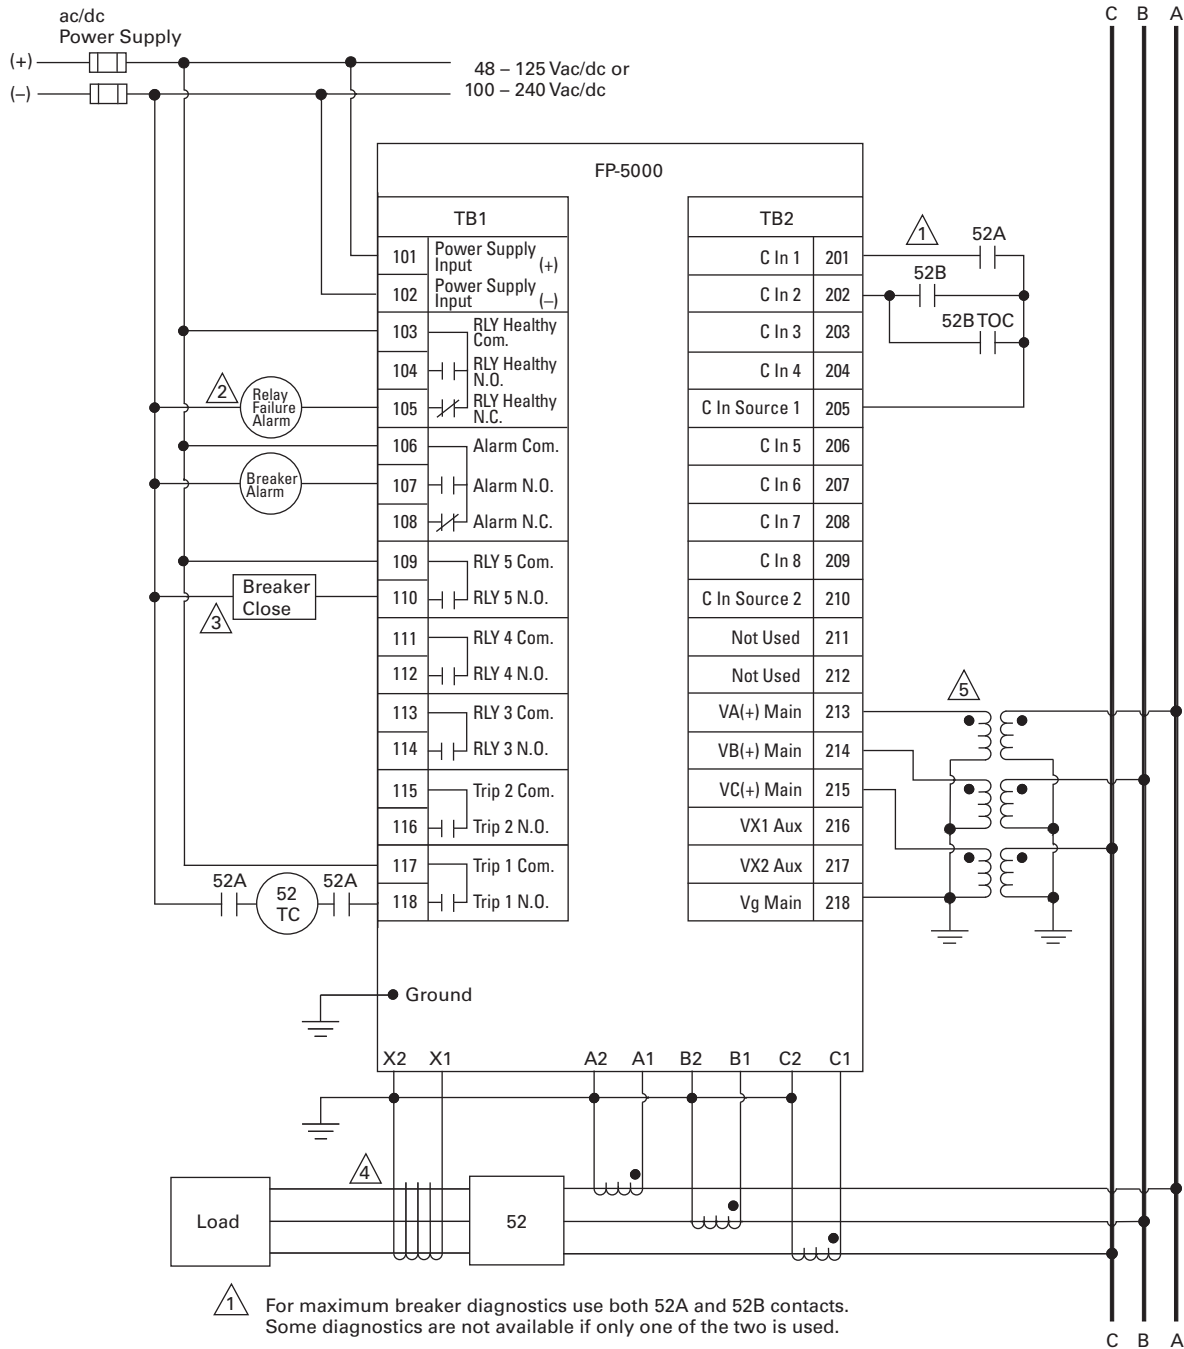 ac/dc
Power Supply
C B A
(+)
48 – 125 Vac/dc or
(–)
100 – 240 Vac/dc
FP-5000
TB1
101 Power Supply Input (+)
102 Power Supply Input (–)
103 RLY Healthy Com.
104 RLY Healthy N.O.
105 RLY Healthy N.C.
106 Alarm Com.
107 Alarm N.O.
108 Alarm N.C.
109 RLY 5 Com.
110 RLY 5 N.O.
111 RLY 4 Com.
112 RLY 4 N.O.
113 RLY 3 Com.
114 RLY 3 N.O.
115 Trip 2 Com.
116 Trip 2 N.O.
117 Trip 1 Com.
118 Trip 1 N.O.
2
Relay
Failure
Alarm
Breaker
Alarm
Breaker
Close
3
52A
52
TC
52A
TB2
C In 1 201
C In 2 202
C In 3 203
C In 4 204
C In Source 1 205
C In 5 206
C In 6 207
C In 7 208
C In 8 209
C In Source 2 210
Not Used 211
Not Used 212
VA(+) Main 213
VB(+) Main 214
VC(+) Main 215
VX1 Aux 216
VX2 Aux 217
Vg Main 218
1
52A
52B
52B TOC
5
Ground
X2 X1 A2 A1 B2 B1 C2 C1
4
Load
52
1 For maximum breaker diagnostics use both 52A and 52B contacts.
Some diagnostics are not available if only one of the two is used.
C B A